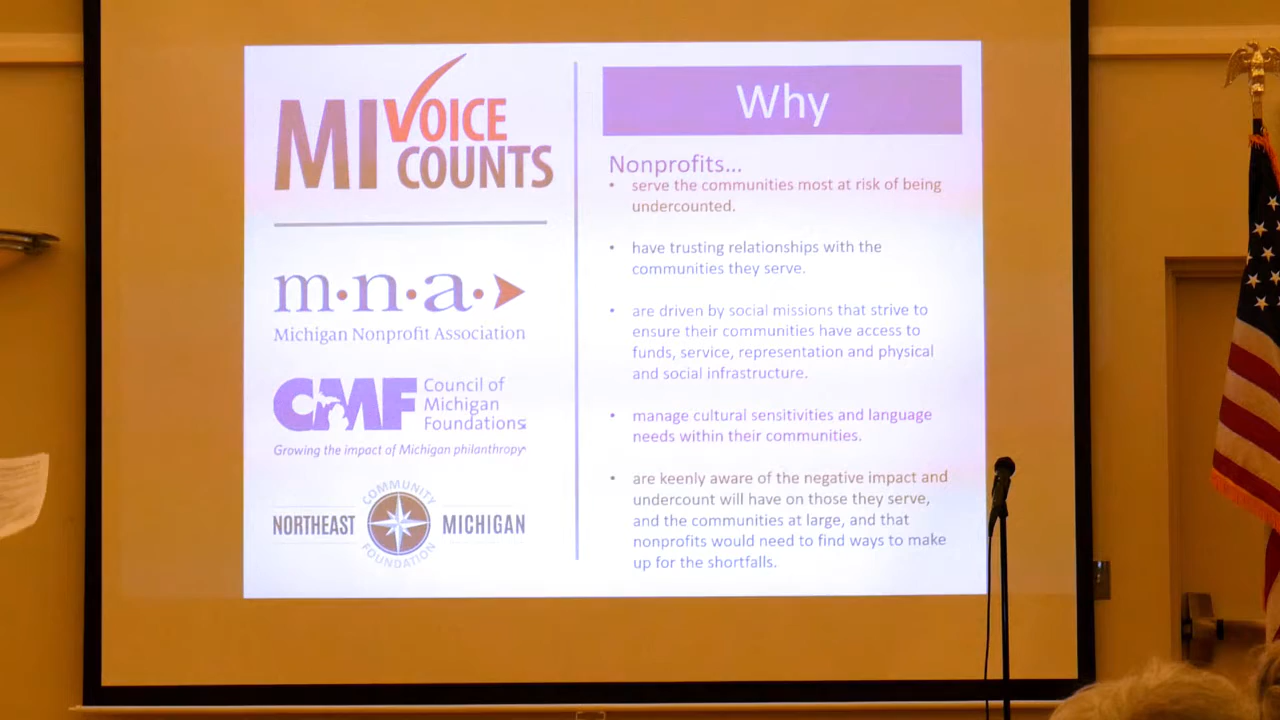 MI VOICE
COUNTS
m·n·a·
Michigan Nonprofit Association
CMF Council of
Michigan
Foundations
Growing the impact of Michigan philanthropy
COMMUNITY
NORTHEAST MICHIGAN
FOUNDATION
Why
Nonprofits...
• serve the communities most at risk of being
undercounted.
• have trusting relationships with the
communities they serve.
• are driven by social missions that strive to
ensure their communities have access to
funds, service, representation and physical
and social infrastructure.
• manage cultural sensitivities and language
needs within their communities.
• are keenly aware of the negative impact and
undercount will have on those they serve,
and the communities at large, and that
nonprofits would need to find ways to make
up for the shortfalls.